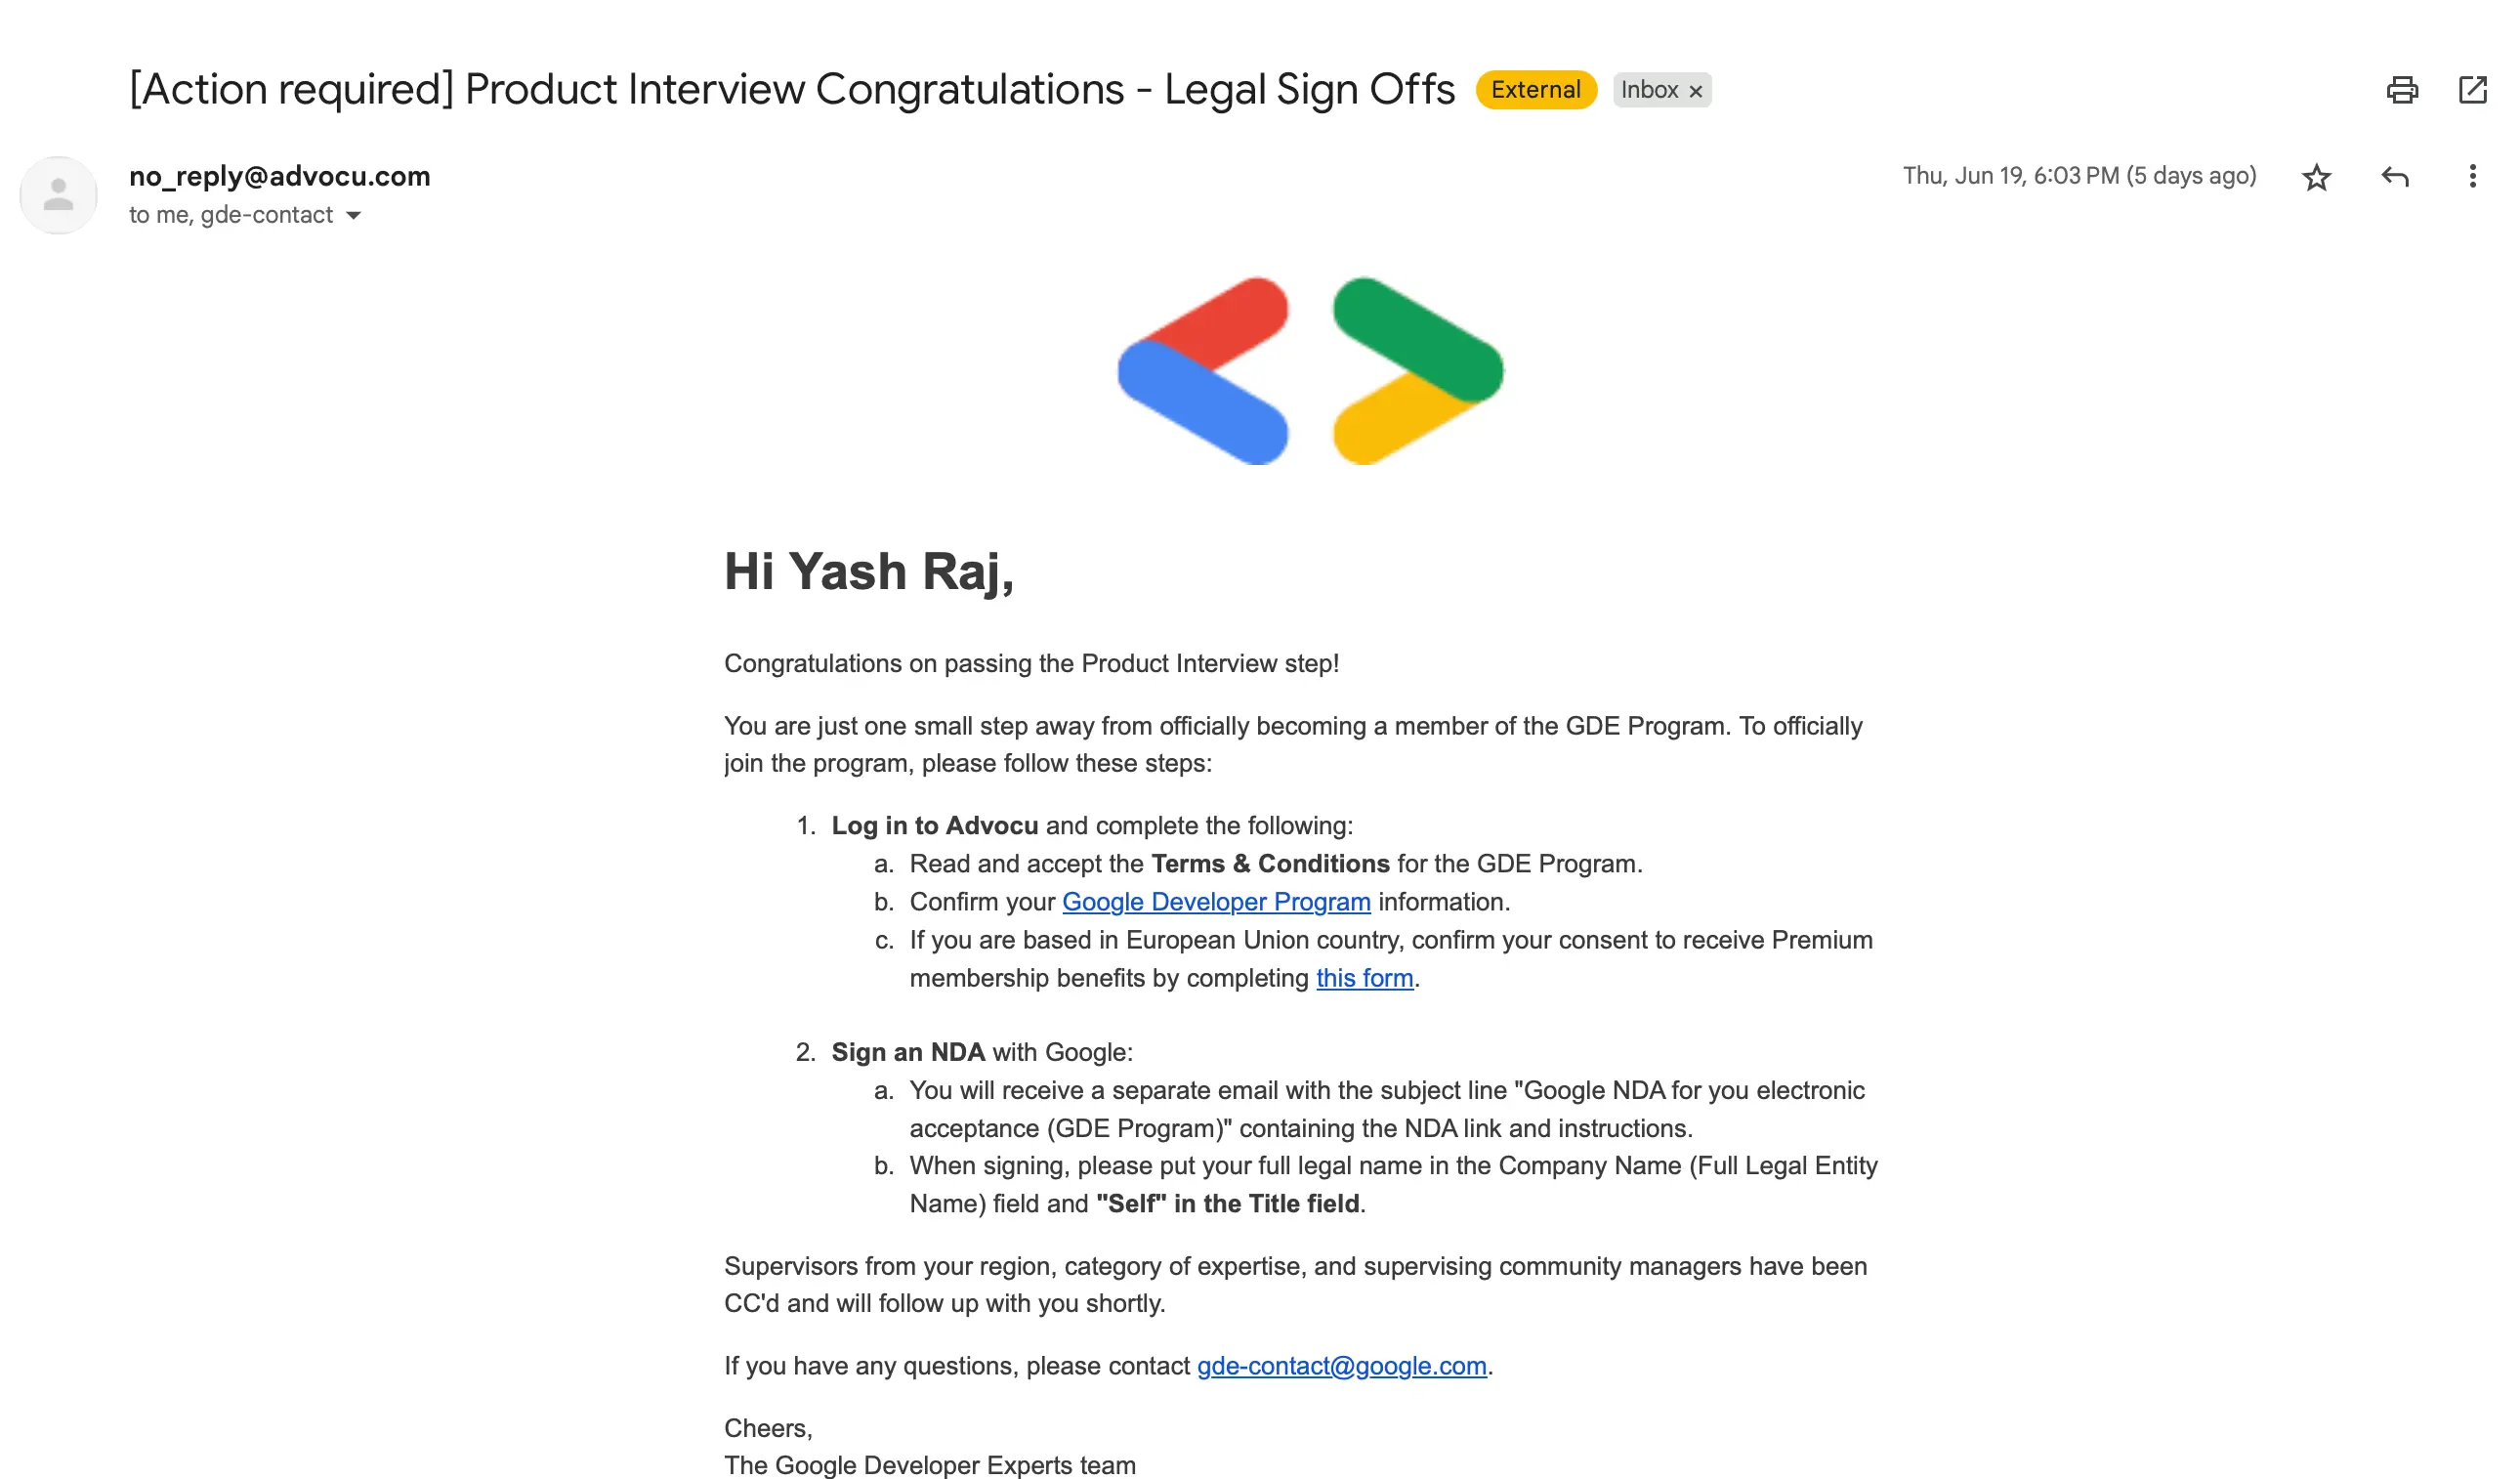 [Action required] Product Interview Congratulations - Legal Sign Offs External Inbox ×
no_reply@advocu.com
Thu, Jun 19, 6:03 PM (5 days ago)
to me, gde-contact
Hi Yash Raj,
Congratulations on passing the Product Interview step!
You are just one small step away from officially becoming a member of the GDE Program. To officially
join the program, please follow these steps:
1. Log in to Advocu and complete the following:
a. Read and accept the Terms & Conditions for the GDE Program.
b. Confirm your Google Developer Program information.
c. If you are based in European Union country, confirm your consent to receive Premium
membership benefits by completing this form.
2. Sign an NDA with Google:
a. You will receive a separate email with the subject line "Google NDA for you electronic
acceptance (GDE Program)" containing the NDA link and instructions.
b. When signing, please put your full legal name in the Company Name (Full Legal Entity
Name) field and "Self" in the Title field.
Supervisors from your region, category of expertise, and supervising community managers have been
CC'd and will follow up with you shortly.
If you have any questions, please contact gde-contact@google.com.
Cheers,
The Google Developer Experts team